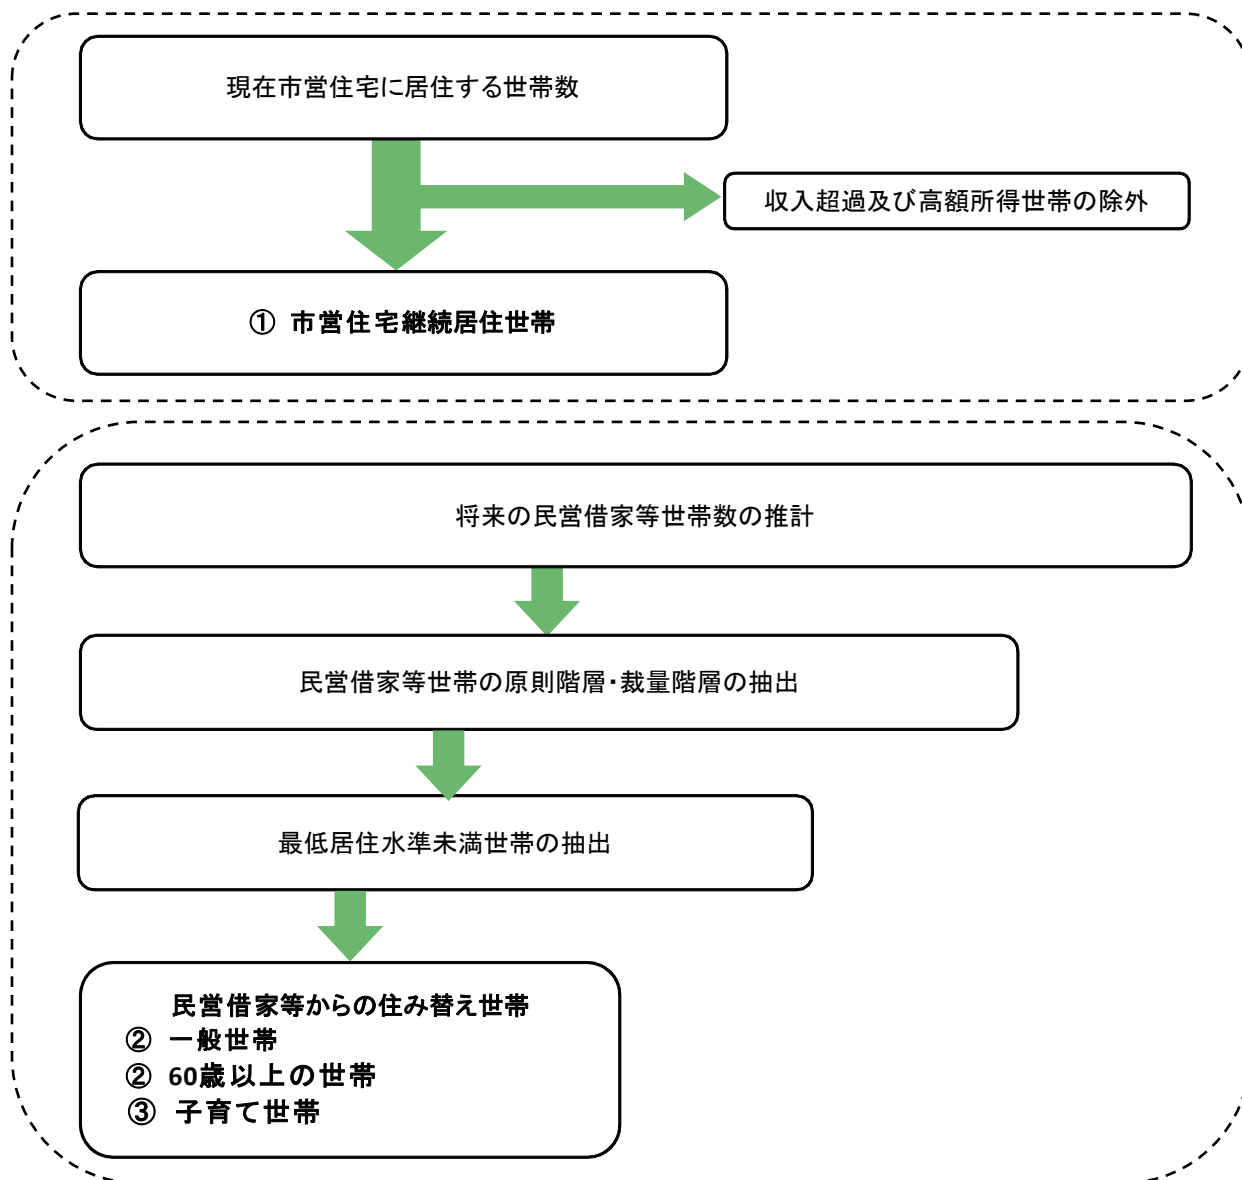 現在市営住宅に居住する世帯数
収入超過及び高額所得世帯の除外
① 市営住宅継続居住世帯
将来の民営借家等世帯数の推計
民営借家等世帯の原則階層・裁量階層の抽出
最低居住水準未満世帯の抽出
民営借家等からの住み替え世帯
② 一般世帯
② 60歳以上の世帯
③ 子育て世帯